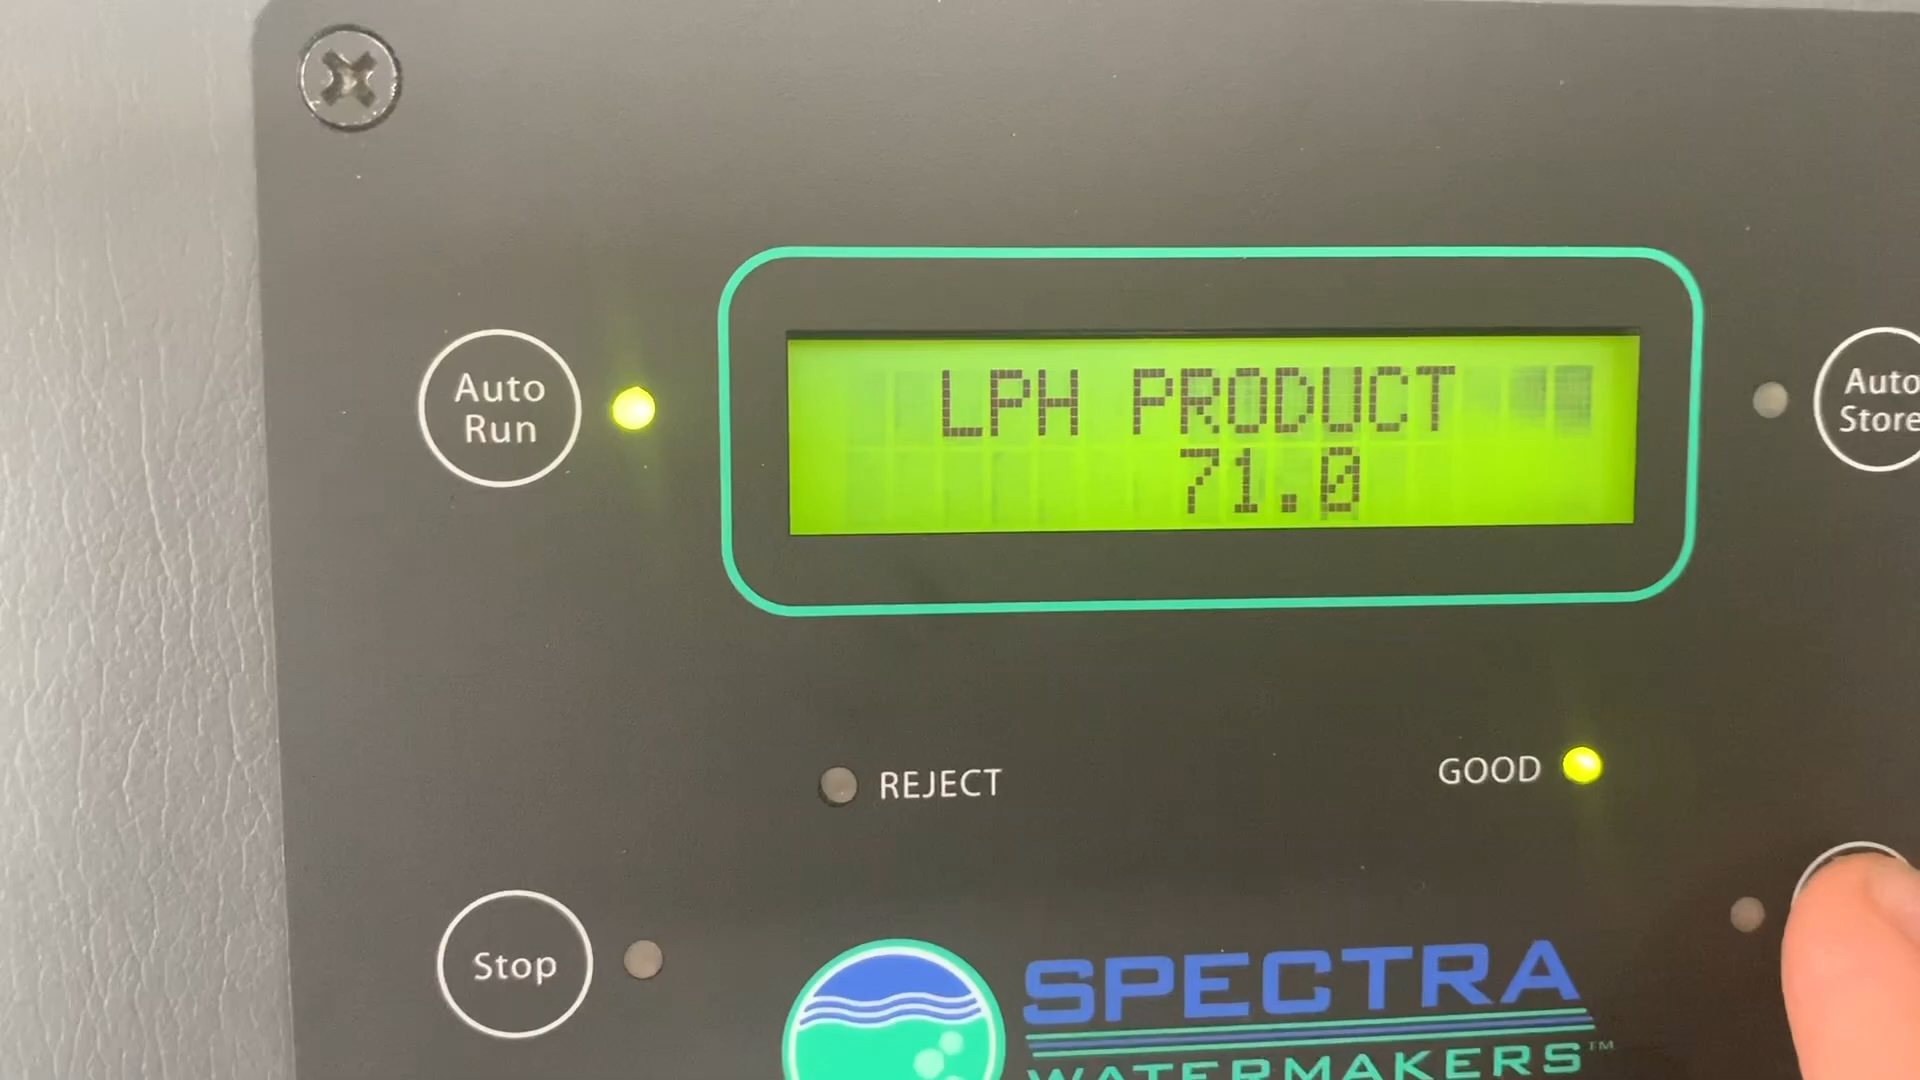 Auto
Run
LPH PRODUCT
71.0
Auto
Store
REJECT
GOOD
Stop
SPECTRA
WATERMAKERS™